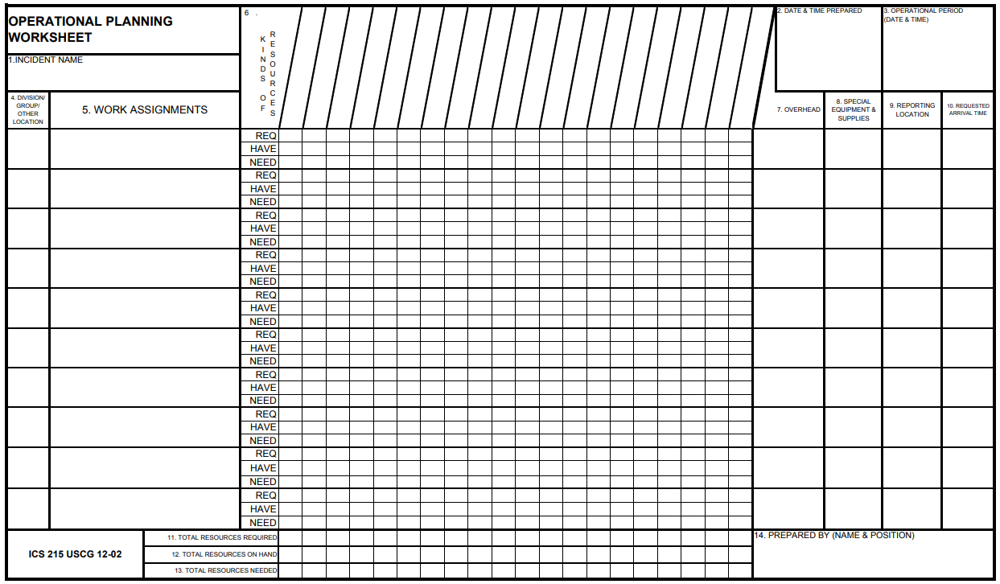 OPERATIONAL PLANNING
WORKSHEET
1.INCIDENT NAME
6 .
KINDS OF
RESOURCES
2. DATE & TIME PREPARED
3. OPERATIONAL PERIOD
(DATE & TIME)
4. DIVISION/
GROUP/
OTHER
LOCATION
5. WORK ASSIGNMENTS
7. OVERHEAD
8. SPECIAL
EQUIPMENT &
SUPPLIES
9. REPORTING
LOCATION
10. REQUESTED
ARRIVAL TIME
REQ
HAVE
NEED
REQ
HAVE
NEED
REQ
HAVE
NEED
REQ
HAVE
NEED
REQ
HAVE
NEED
REQ
HAVE
NEED
REQ
HAVE
NEED
REQ
HAVE
NEED
REQ
HAVE
NEED
REQ
HAVE
NEED
ICS 215 USCG 12-02
11. TOTAL RESOURCES REQUIRED
12. TOTAL RESOURCES ON HAND
13. TOTAL RESOURCES NEEDED
14. PREPARED BY (NAME & POSITION)